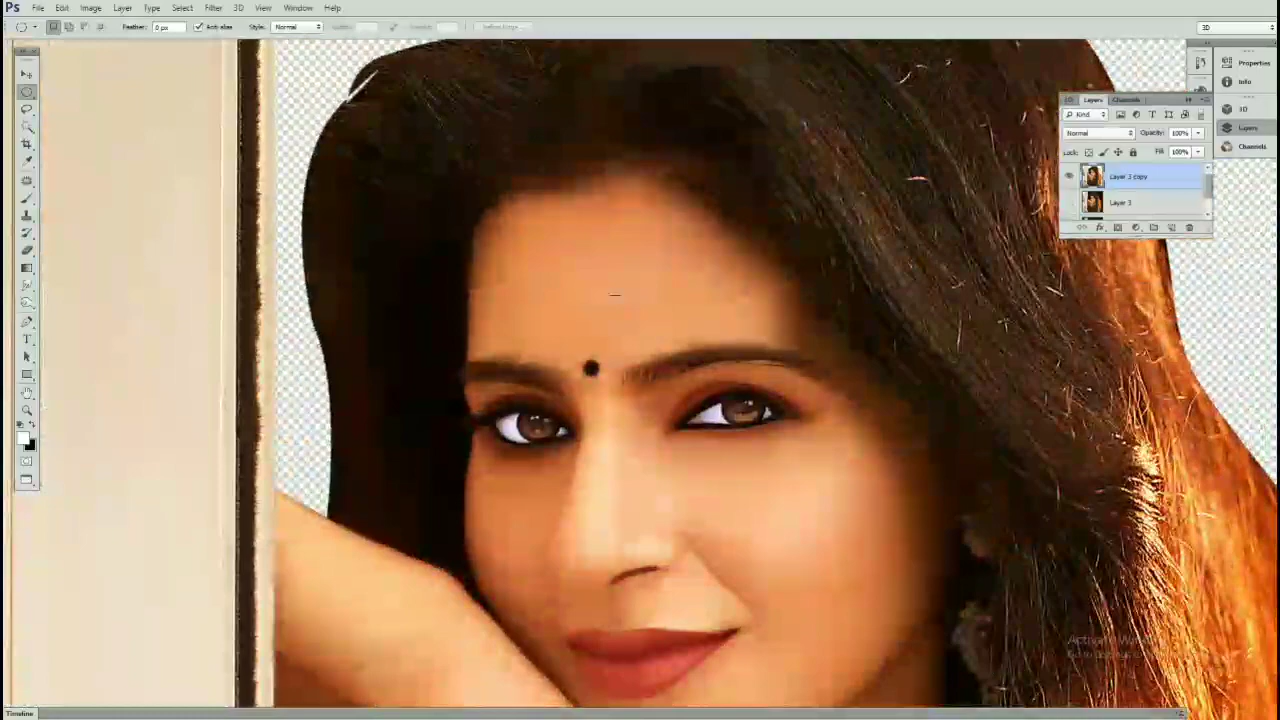 Ps File Edit Image Layer Type Select Filter 3D View Window Help
Feather: 0 px Anti-alias Style: Normal
3D
Properties
Info
3D
Layers
Channels
3D Layers Channels
Kind
Normal Opacity: 100%
Lock: Fill: 100%
Layer 3 copy
Layer 3
Timeline